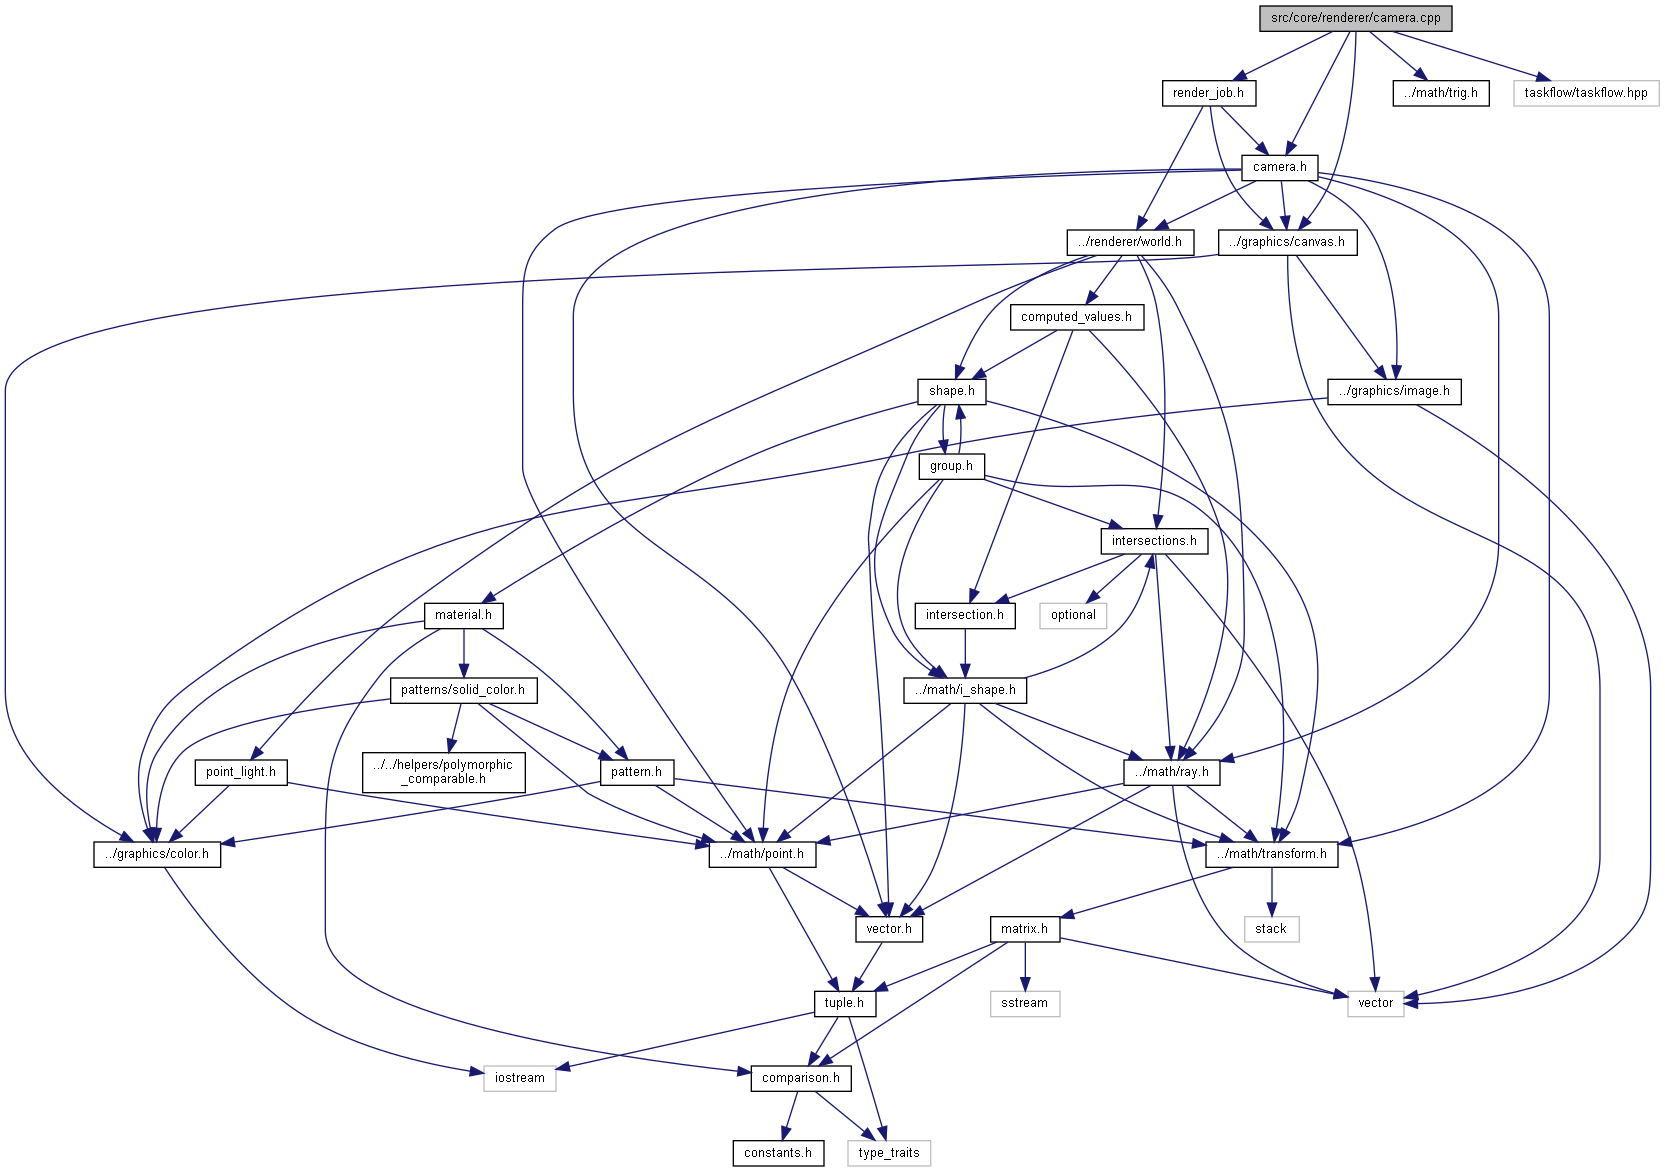 src/core/renderer/camera.cpp
render_job.h
../math/trig.h
taskflow/taskflow.hpp
camera.h
../renderer/world.h
../graphics/canvas.h
computed_values.h
shape.h
../graphics/image.h
group.h
intersections.h
material.h
intersection.h
optional
patterns/solid_color.h
../math/i_shape.h
point_light.h
../../helpers/polymorphic
_comparable.h
pattern.h
../math/ray.h
../graphics/color.h
../math/point.h
../math/transform.h
vector.h
matrix.h
stack
tuple.h
sstream
vector
iostream
comparison.h
constants.h
type_traits